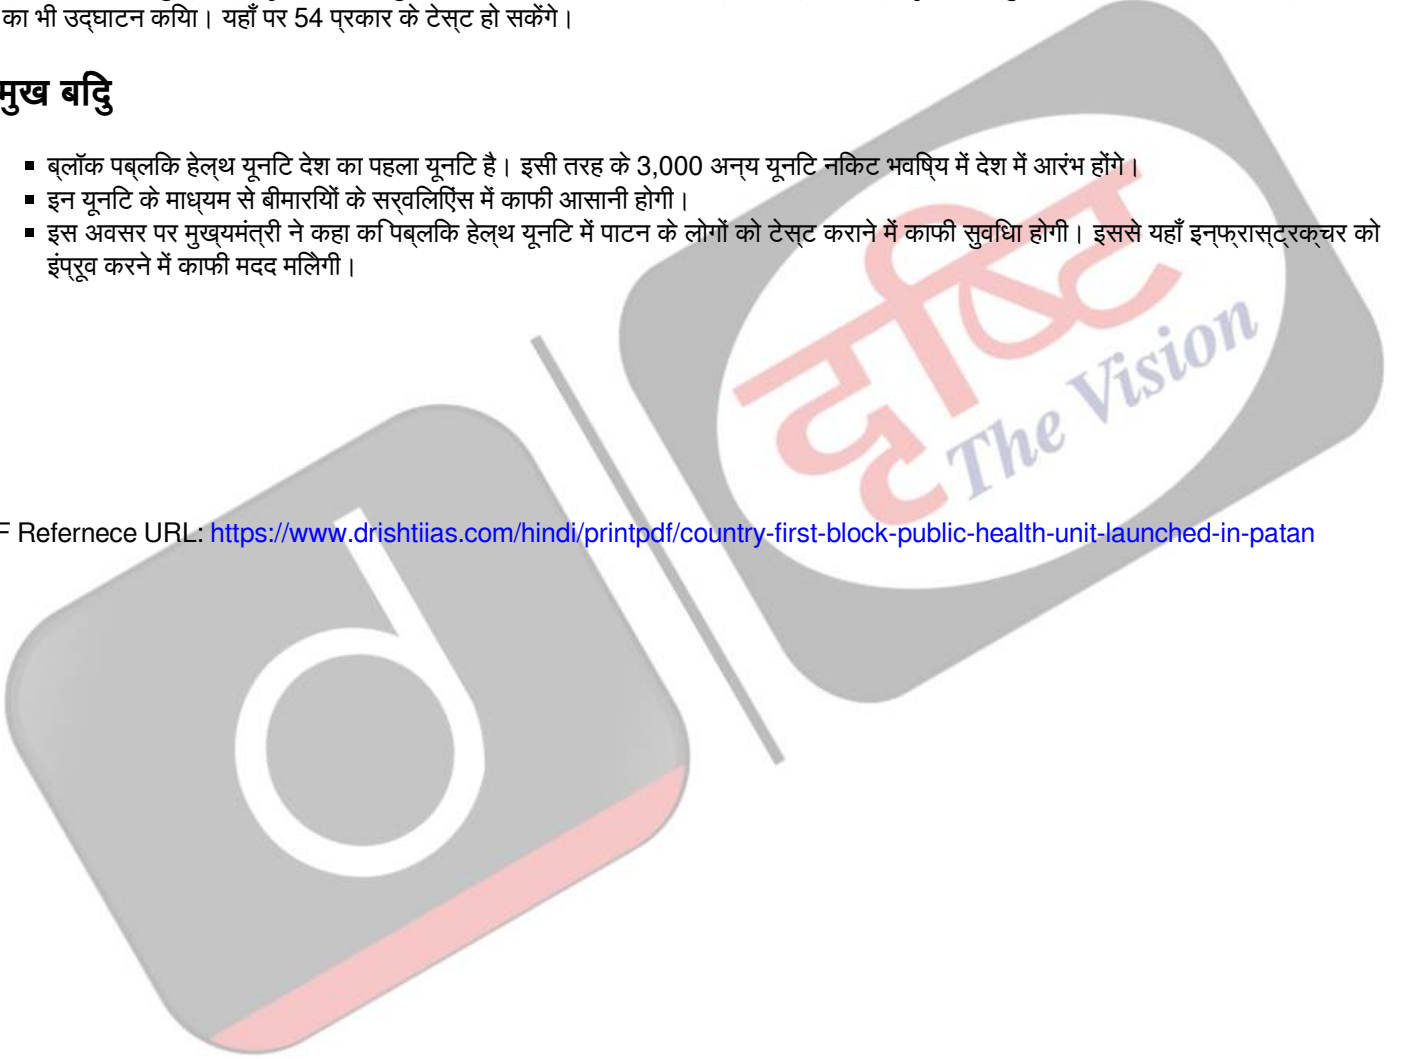 का भी उद्घाटन किया। यहाँ पर 54 प्रकार के टेस्ट हो सकेंगे।
मुख बिंदु
▪ ब्लॉक पब्लिक हेल्थ यूनिट देश का पहला यूनिट है। इसी तरह के 3,000 अन्य यूनिट निकट भविष्य में देश में आरंभ होंगे।
▪ इन यूनिट के माध्यम से बीमारियों के सर्विलिएंस में काफी आसानी होगी।
▪ इस अवसर पर मुख्यमंत्री ने कहा कि पब्लिक हेल्थ यूनिट में पाटन के लोगों को टेस्ट कराने में काफी सुविधा होगी। इससे यहाँ इन्फ्रास्ट्रक्चर को
इंप्रूव करने में काफी मदद मिलेगी।
दृष्टि
The Vision
d
F Refernece URL: https://www.drishtiias.com/hindi/printpdf/country-first-block-public-health-unit-launched-in-patan